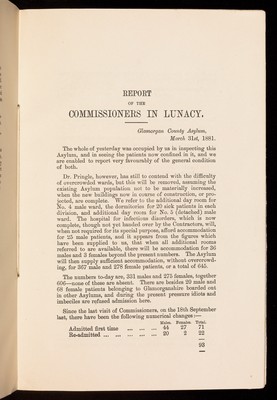 REPORT
OF THE
COMMISSIONERS IN LUNACY.
Glamorgan County Asylum,
March 31st, 1881.
The whole of yesterday was occupied by us in inspecting this
Asylum, and in seeing the patients now confined in it, and we
are enabled to report very favourably of the general condition
of both.
Dr. Pringle, however, has still to contend with the difficulty
of overcrowded wards, but this will be removed, assuming the
existing Asylum population not to be materially increased,
when the new buildings now in course of construction, or pro-
jected, are complete. We refer to the additional day room for
No. 4 male ward, the dormitories for 20 sick patients in each
division, and additional day room for No. 5 (detached) male
ward. The hospital for infectious disorders, which is now
complete, though not yet handed over by the Contractors, will,
when not required for its special purpose, afford accommodation
for 25 male patients, and it appears from the figures which
have been supplied to us, that when all additional rooms
referred to are available, there will be accommodation for 36
males and 3 females beyond the present numbers. The Asylum
will thus supply sufficient accommodation, without overcrowd-
ing, for 367 male and 278 female patients, or a total of 645.
The numbers to-day are, 331 males and 275 females, together
606—none of these are absent. There are besides 29 male and
68 female patients belonging to Glamorganshire boarded out
in other Asylums, and during the present pressure idiots and
imbeciles are refused admission here.
Since the last visit of Commissioners, on the 18th September
last, there have been the following numerical changes:—
Males. Females. Total.
Admitted first time ... ... ... 44 27 71
Re-admitted ... ... ... ... ... 20 2 22
93